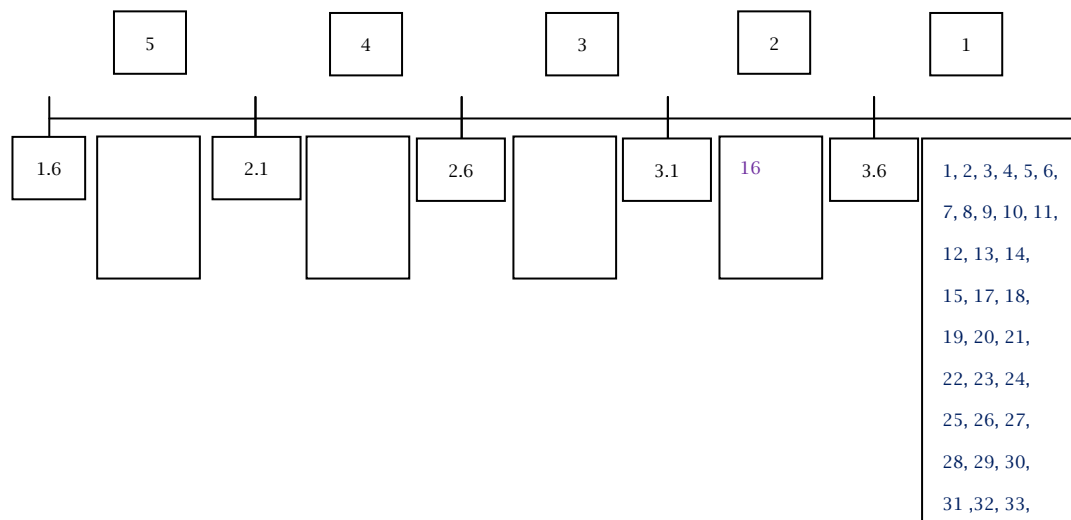 5 4 3 2 1
1.6 2.1 2.6 3.1 16 3.6 1, 2, 3, 4, 5, 6,
7, 8, 9, 10, 11,
12, 13, 14,
15, 17, 18,
19, 20, 21,
22, 23, 24,
25, 26, 27,
28, 29, 30,
31 ,32, 33,